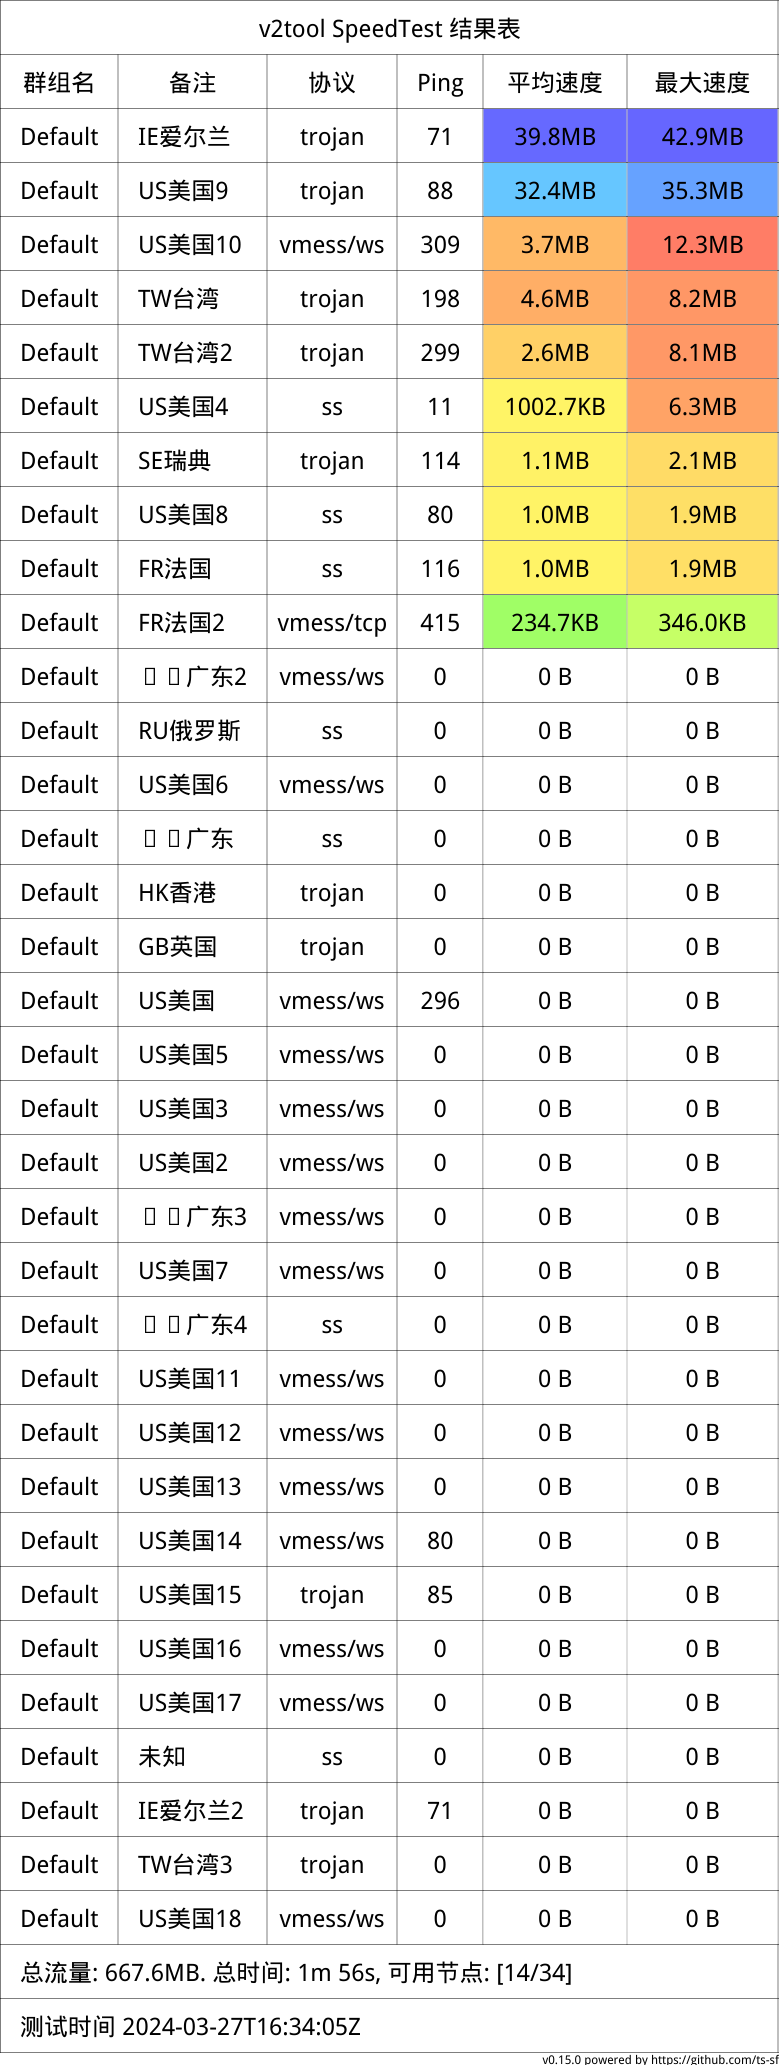 v2tool SpeedTest 结果表
群组名 备注 协议 Ping 平均速度 最大速度
Default IE爱尔兰 trojan 71 39.8MB 42.9MB
Default US美国9 trojan 88 32.4MB 35.3MB
Default US美国10 vmess/ws 309 3.7MB 12.3MB
Default TW台湾 trojan 198 4.6MB 8.2MB
Default TW台湾2 trojan 299 2.6MB 8.1MB
Default US美国4 ss 11 1002.7KB 6.3MB
Default SE瑞典 trojan 114 1.1MB 2.1MB
Default US美国8 ss 80 1.0MB 1.9MB
Default FR法国 ss 116 1.0MB 1.9MB
Default FR法国2 vmess/tcp 415 234.7KB 346.0KB
Default 广东2 vmess/ws 0 0 B 0 B
Default RU俄罗斯 ss 0 0 B 0 B
Default US美国6 vmess/ws 0 0 B 0 B
Default 广东 ss 0 0 B 0 B
Default HK香港 trojan 0 0 B 0 B
Default GB英国 trojan 0 0 B 0 B
Default US美国 vmess/ws 296 0 B 0 B
Default US美国5 vmess/ws 0 0 B 0 B
Default US美国3 vmess/ws 0 0 B 0 B
Default US美国2 vmess/ws 0 0 B 0 B
Default 广东3 vmess/ws 0 0 B 0 B
Default US美国7 vmess/ws 0 0 B 0 B
Default 广东4 ss 0 0 B 0 B
Default US美国11 vmess/ws 0 0 B 0 B
Default US美国12 vmess/ws 0 0 B 0 B
Default US美国13 vmess/ws 0 0 B 0 B
Default US美国14 vmess/ws 80 0 B 0 B
Default US美国15 trojan 85 0 B 0 B
Default US美国16 vmess/ws 0 0 B 0 B
Default US美国17 vmess/ws 0 0 B 0 B
Default 未知 ss 0 0 B 0 B
Default IE爱尔兰2 trojan 71 0 B 0 B
Default TW台湾3 trojan 0 0 B 0 B
Default US美国18 vmess/ws 0 0 B 0 B
总流量: 667.6MB. 总时间: 1m 56s, 可用节点: [14/34]
测试时间 2024-03-27T16:34:05Z
v0.15.0 powered by https://github.com/ts-sf